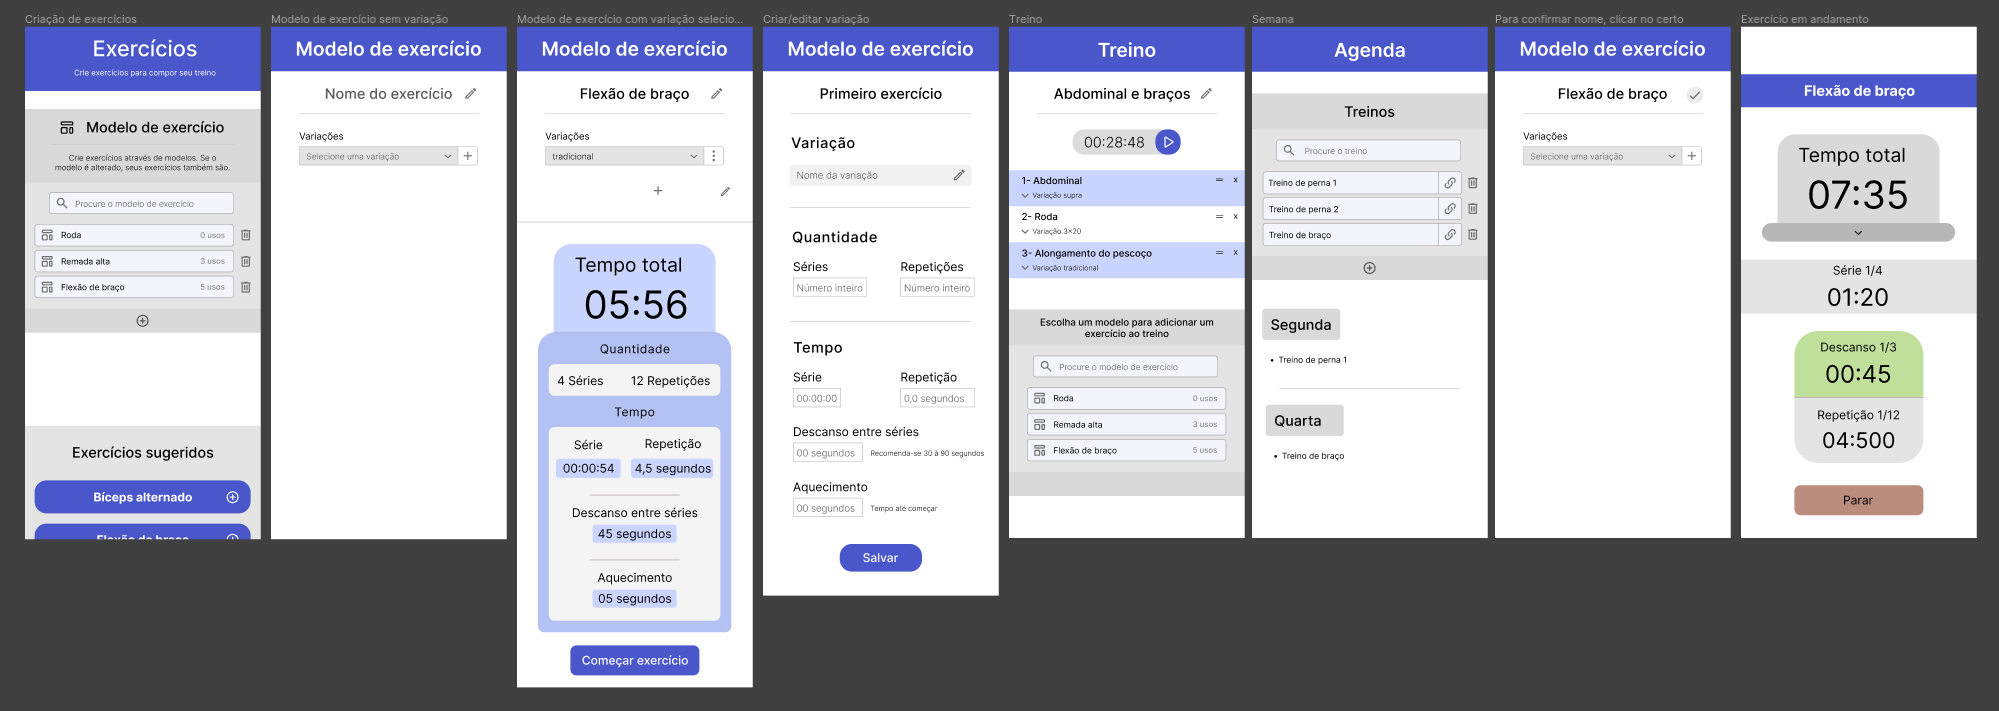 Criação de exercícios
Exercícios
Crie exercícios para compor seu treino
Modelo de exercício
Crie exercícios através de modelos. Se o
modelo é alterado, seus exercícios também são.
Procure o modelo de exercício
Roda 0 usos
Remada alta 3 usos
Flexão de braço 5 usos
Exercícios sugeridos
Bíceps alternado
Flexão de braço
Modelo de exercício sem variação
Modelo de exercício
Nome do exercício
Variações
Selecione uma variação
Modelo de exercício com variação selecio...
Modelo de exercício
Flexão de braço
Variações
tradicional
Tempo total
05:56
Quantidade
4 Séries 12 Repetições
Tempo
Série Repetição
00:00:54 4,5 segundos
Descanso entre séries
45 segundos
Aquecimento
05 segundos
Começar exercício
Criar/editar variação
Modelo de exercício
Primeiro exercício
Variação
Nome da variação
Quantidade
Séries Repetições
Número inteiro Número inteiro
Tempo
Série Repetição
00:00:00 0,0 segundos
Descanso entre séries
00 segundos Recomenda-se 30 à 90 segundos
Aquecimento
00 segundos Tempo até começar
Salvar
Treino
Treino
Abdominal e braços
00:28:48
1- Abdominal x
Variação supra
2- Roda x
Variação 3x20
3- Alongamento do pescoço x
Variação tradicional
Escolha um modelo para adicionar um
exercício ao treino
Procure o modelo de exercício
Roda 0 usos
Remada alta 3 usos
Flexão de braço 5 usos
Semana
Agenda
Treinos
Procure o treino
Treino de perna 1
Treino de perna 2
Treino de braço
Segunda
• Treino de perna 1
Quarta
• Treino de braço
Para confirmar nome, clicar no certo
Modelo de exercício
Flexão de braço
Variações
Selecione uma variação
Exercício em andamento
Flexão de braço
Tempo total
07:35
Série 1/4
01:20
Descanso 1/3
00:45
Repetição 1/12
04:500
Parar